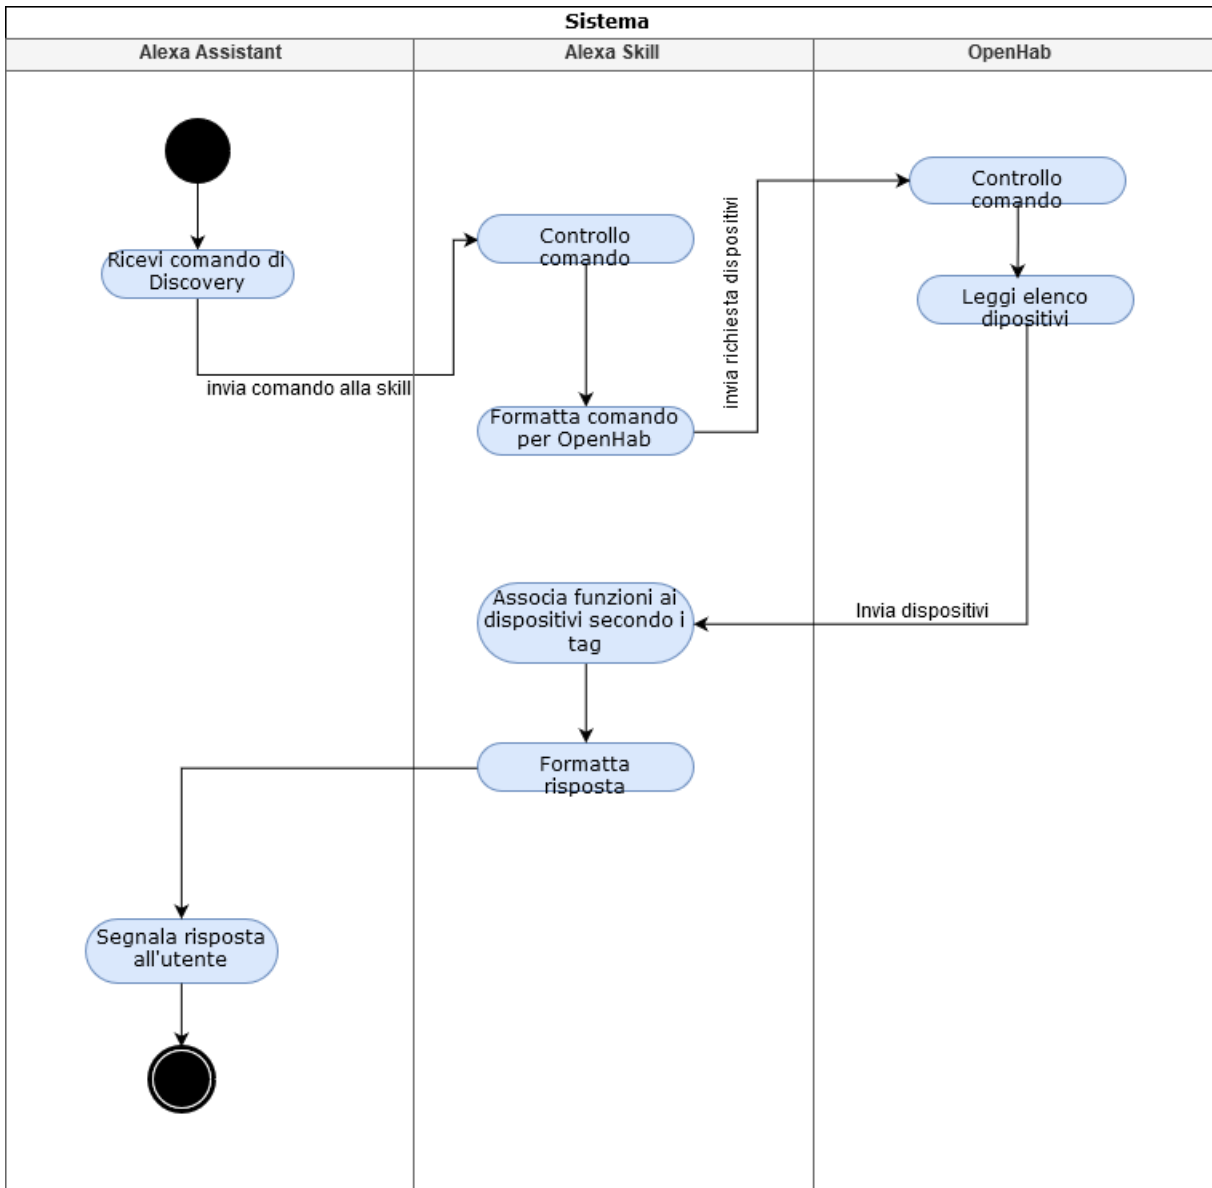 Sistema
Alexa Assistant
Alexa Skill
OpenHab
Ricevi comando di
Discovery
invia comando alla skill
Controllo
comando
Formatta comando
per OpenHab
invia richiesta dispositivi
Controllo
comando
Leggi elenco
dipositivi
Invia dispositivi
Associa funzioni ai
dispositivi secondo i
tag
Formatta
risposta
Segnala risposta
all'utente